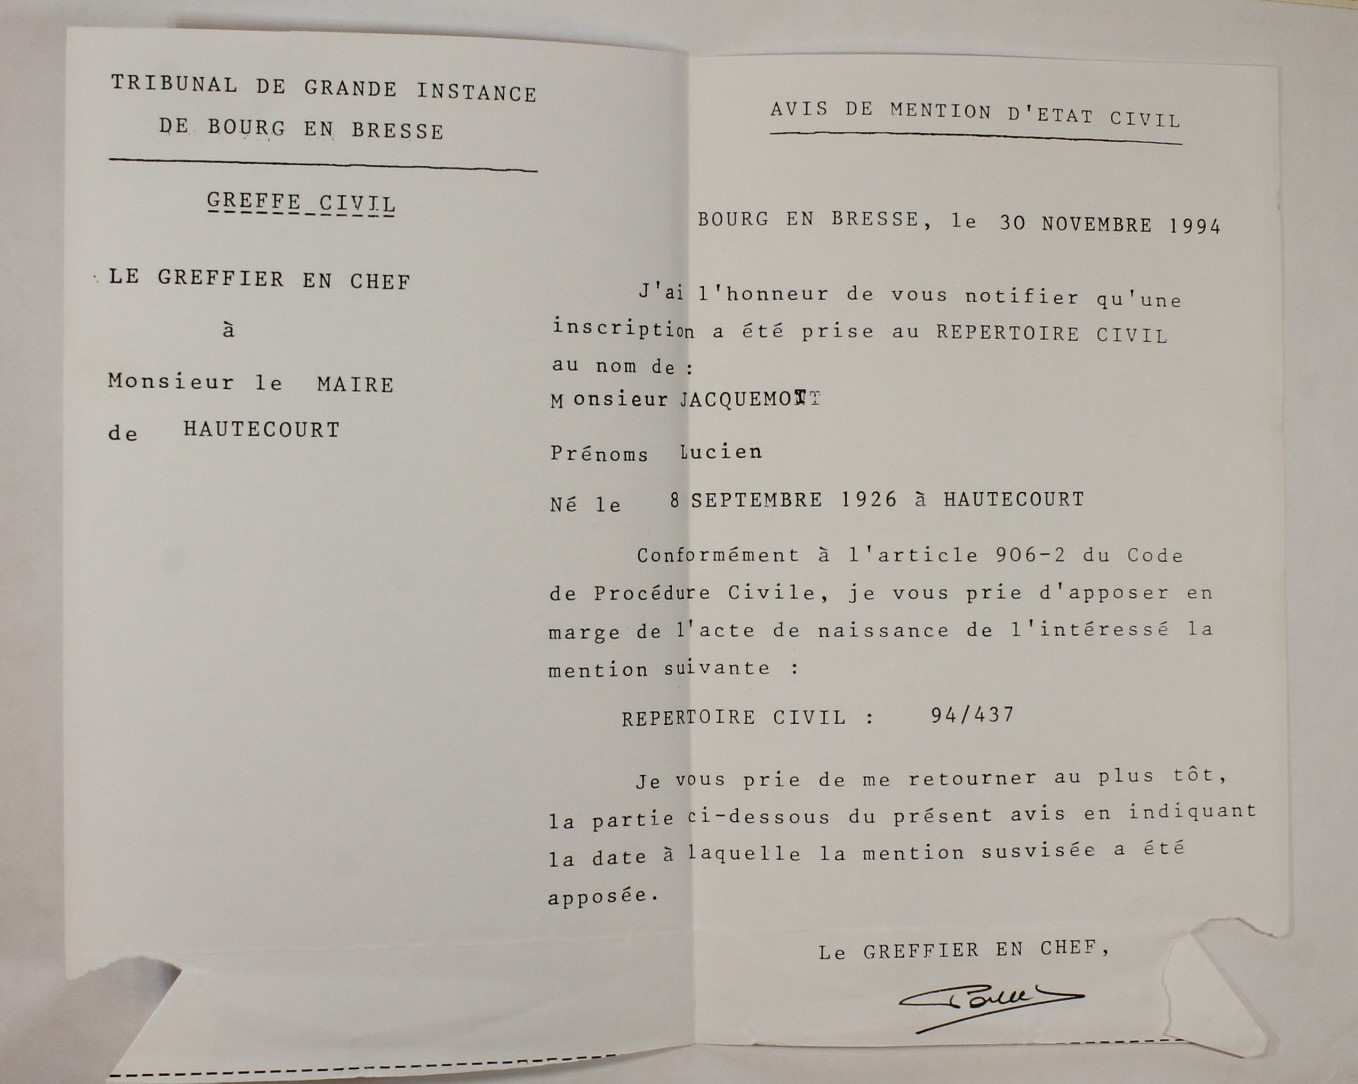 TRIBUNAL DE GRANDE INSTANCE
DE BOURG EN BRESSE
GREFFE CIVIL
LE GREFFIER EN CHEF
à
Monsieur le MAIRE
de HAUTECOURT
AVIS DE MENTION D'ETAT CIVIL
BOURG EN BRESSE, le 30 NOVEMBRE 1994
J'ai l'honneur de vous notifier qu'une
inscription a été prise au REPERTOIRE CIVIL
au nom de :
Monsieur
Prénoms Lucien
Né le 8 SEPTEMBRE 1926 à HAUTECOURT
Conformément à l'article 906-2 du Code
de Procédure Civile, je vous prie d'apposer en
marge de l'acte de naissance de l'intéressé la
mention suivante :
REPERTOIRE CIVIL : 94/437
Je vous prie de me retourner au plus tôt,
la partie ci-dessous du présent avis en indiquant
la date à laquelle la mention susvisée a été
apposée.
Le GREFFIER EN CHEF,